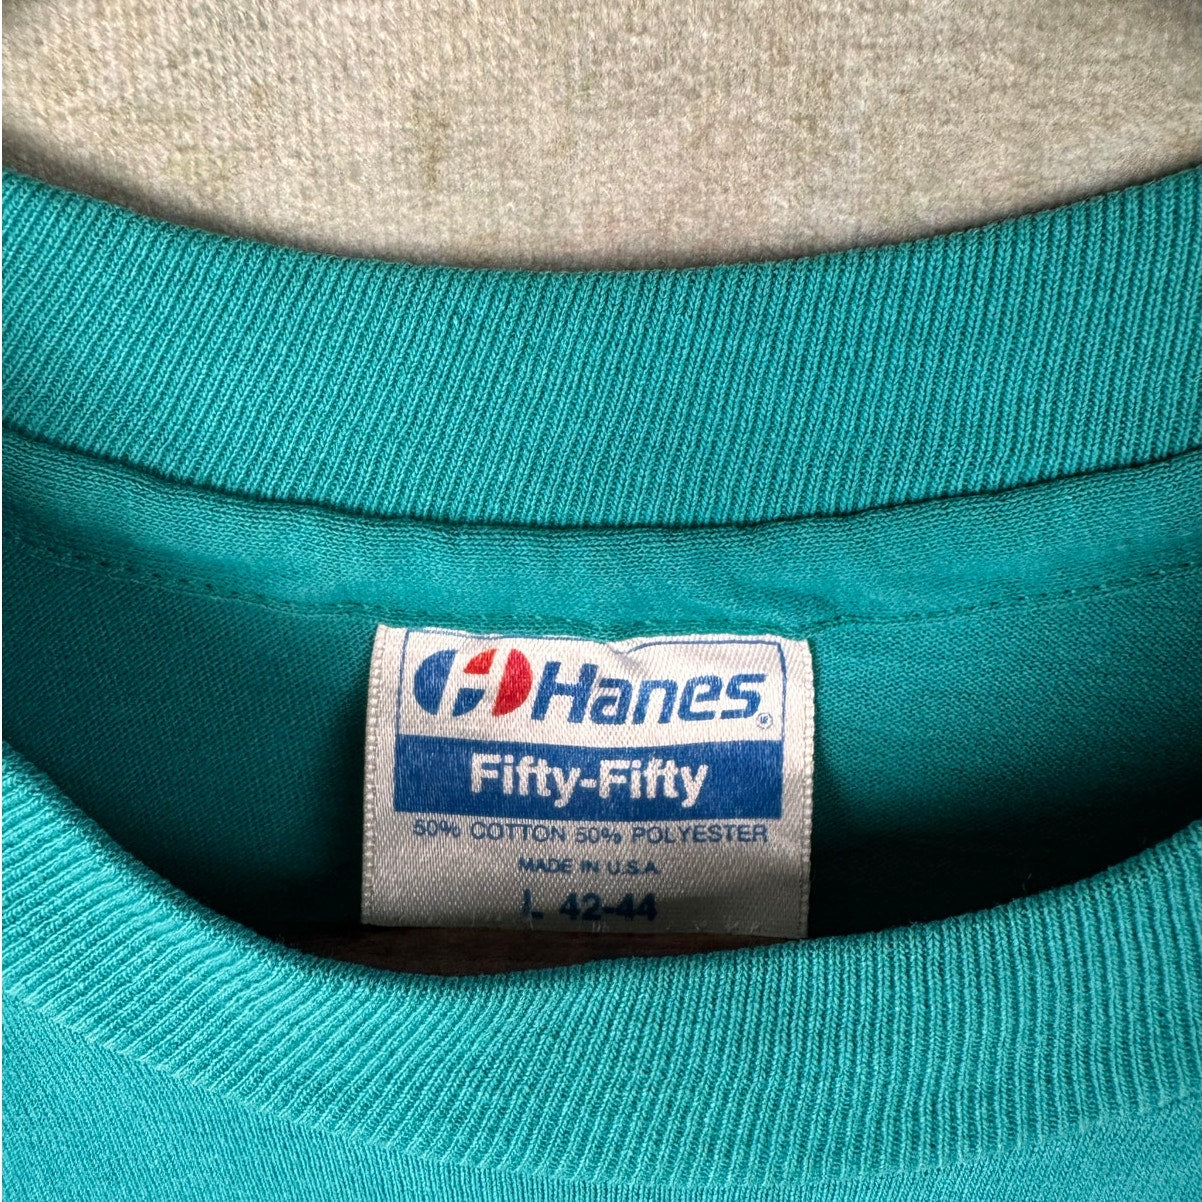 Hanes®
Fifty-Fifty
50% COTTON 50% POLYESTER
MADE IN U.S.A.
L 42-44